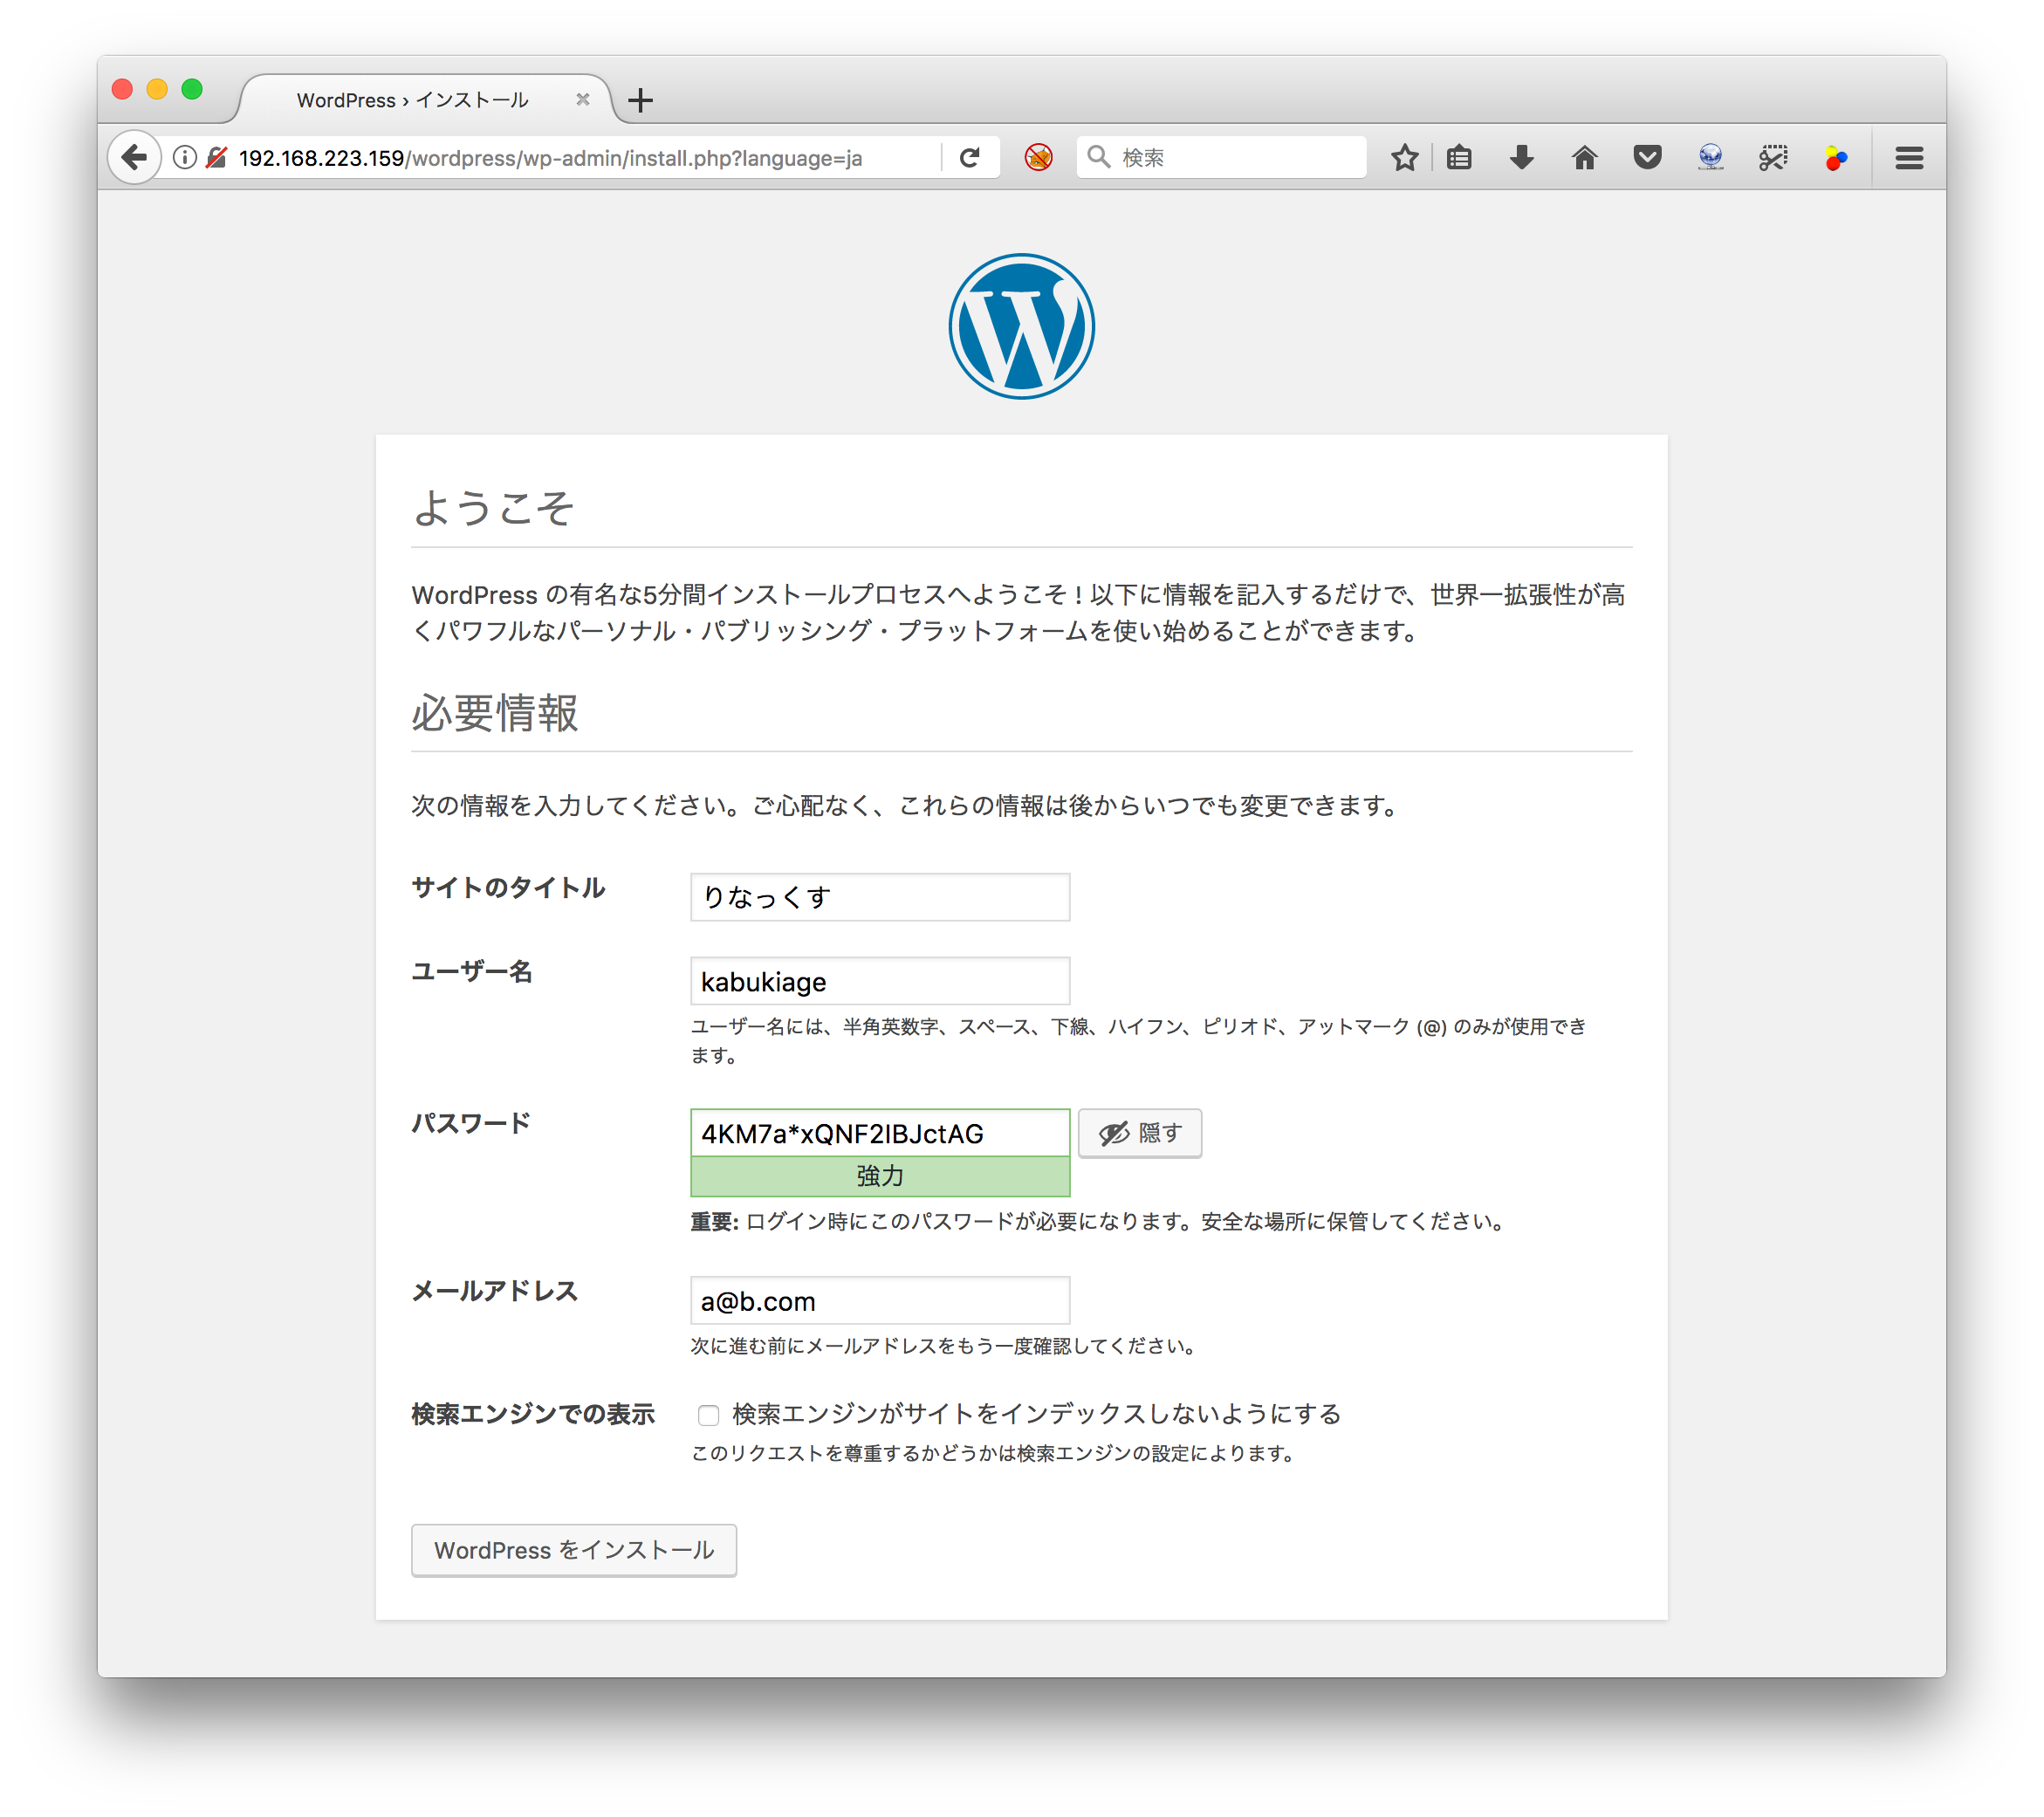 WordPress › インストール
192.168.223.159/wordpress/wp-admin/install.php?language=ja
検索
ようこそ
WordPress の有名な5分間インストールプロセスへようこそ ! 以下に情報を記入するだけで、世界一拡張性が高
くパワフルなパーソナル・パブリッシング・プラットフォームを使い始めることができます。
必要情報
次の情報を入力してください。ご心配なく、これらの情報は後からいつでも変更できます。
サイトのタイトル
りなっくす
ユーザー名
kabukiage
ユーザー名には、半角英数字、スペース、下線、ハイフン、ピリオド、アットマーク (@) のみが使用でき
ます。
パスワード
4KM7a*xQNF2IBJctAG
隠す
強力
重要: ログイン時にこのパスワードが必要になります。安全な場所に保管してください。
メールアドレス
a@b.com
次に進む前にメールアドレスをもう一度確認してください。
検索エンジンでの表示
検索エンジンがサイトをインデックスしないようにする
このリクエストを尊重するかどうかは検索エンジンの設定によります。
WordPress をインストール